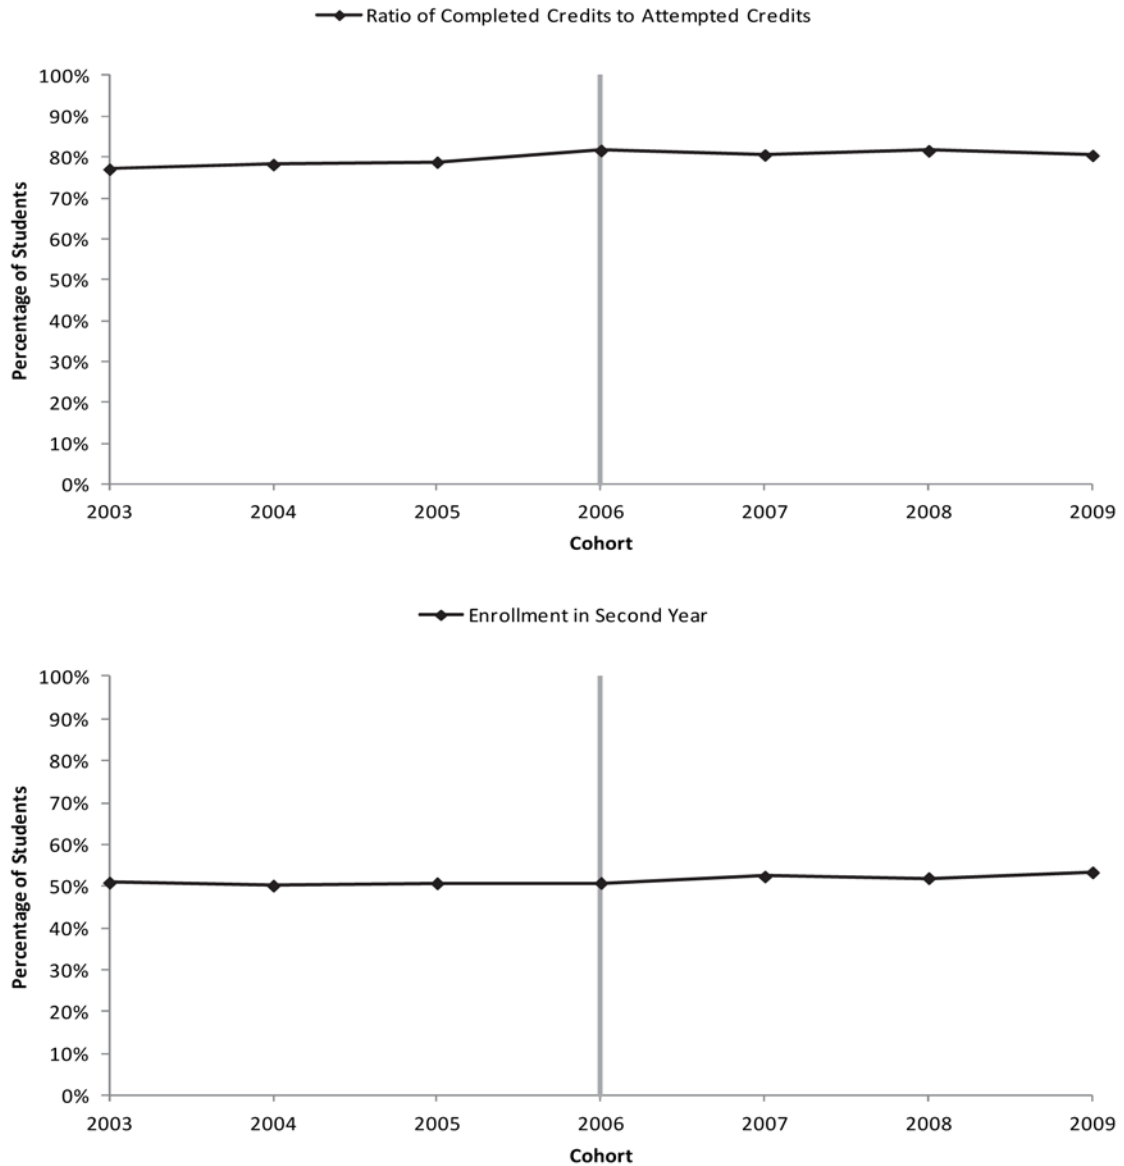 Ratio of Completed Credits to Attempted Credits
100%
90%
80%
70%
60%
50%
40%
30%
20%
10%
0%
Percentage of Students
2003 2004 2005 2006 2007 2008 2009
Cohort
Enrollment in Second Year
100%
90%
80%
70%
60%
50%
40%
30%
20%
10%
0%
Percentage of Students
2003 2004 2005 2006 2007 2008 2009
Cohort